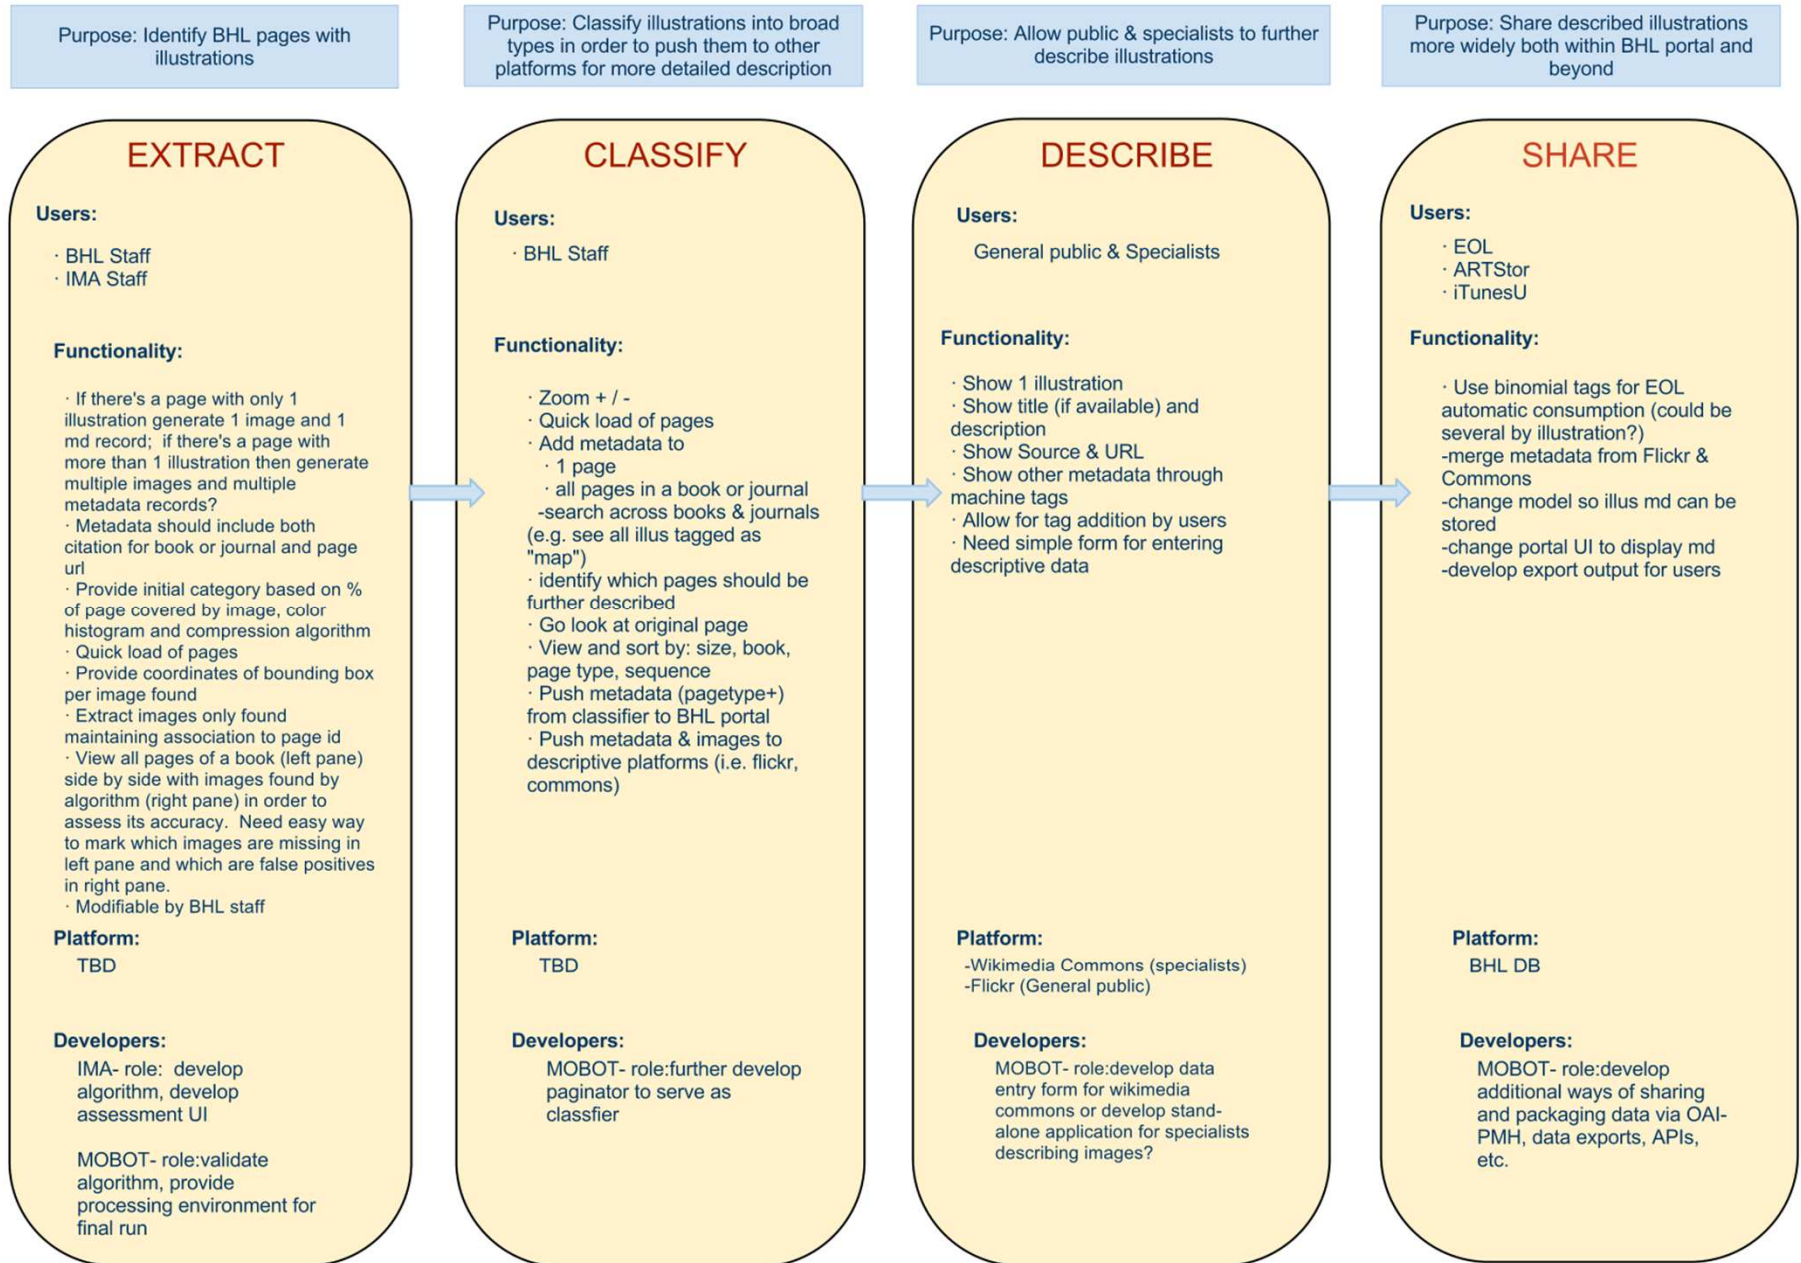 Purpose: Identify BHL pages with
illustrations
Purpose: Classify illustrations into broad
types in order to push them to other
platforms for more detailed description
Purpose: Allow public & specialists to further
describe illustrations
Purpose: Share described illustrations
more widely both within BHL portal and
beyond
EXTRACT
Users:
· BHL Staff
· IMA Staff
Functionality:
· If there's a page with only 1
illustration generate 1 image and 1
md record;  if there's a page with
more than 1 illustration then generate
multiple images and multiple
metadata records?
· Metadata should include both
citation for book or journal and page
url
· Provide initial category based on %
of page covered by image, color
histogram and compression algorithm
· Quick load of pages
· Provide coordinates of bounding box
per image found
· Extract images only found
maintaining association to page id
· View all pages of a book (left pane)
side by side with images found by
algorithm (right pane) in order to
assess its accuracy.  Need easy way
to mark which images are missing in
left pane and which are false positives
in right pane.
· Modifiable by BHL staff
Platform:
TBD
Developers:
IMA- role:  develop
algorithm, develop
assessment UI
MOBOT- role:validate
algorithm, provide
processing environment for
final run
CLASSIFY
Users:
· BHL Staff
Functionality:
· Zoom + / -
· Quick load of pages
· Add metadata to
· 1 page
· all pages in a book or journal
-search across books & journals
(e.g. see all illus tagged as
"map")
· identify which pages should be
further described
· Go look at original page
· View and sort by: size, book,
page type, sequence
· Push metadata (pagetype+)
from classifier to BHL portal
· Push metadata & images to
descriptive platforms (i.e. flickr,
commons)
Platform:
TBD
Developers:
MOBOT- role:further develop
paginator to serve as
classfier
DESCRIBE
Users:
General public & Specialists
Functionality:
· Show 1 illustration
· Show title (if available) and
description
· Show Source & URL
· Show other metadata through
machine tags
· Allow for tag addition by users
· Need simple form for entering
descriptive data
Platform:
-Wikimedia Commons (specialists)
-Flickr (General public)
Developers:
MOBOT- role:develop data
entry form for wikimedia
commons or develop stand-
alone application for specialists
describing images?
SHARE
Users:
· EOL
· ARTStor
· iTunesU
Functionality:
· Use binomial tags for EOL
automatic consumption (could be
several by illustration?)
-merge metadata from Flickr &
Commons
-change model so illus md can be
stored
-change portal UI to display md
-develop export output for users
Platform:
BHL DB
Developers:
MOBOT- role:develop
additional ways of sharing
and packaging data via OAI-
PMH, data exports, APIs,
etc.